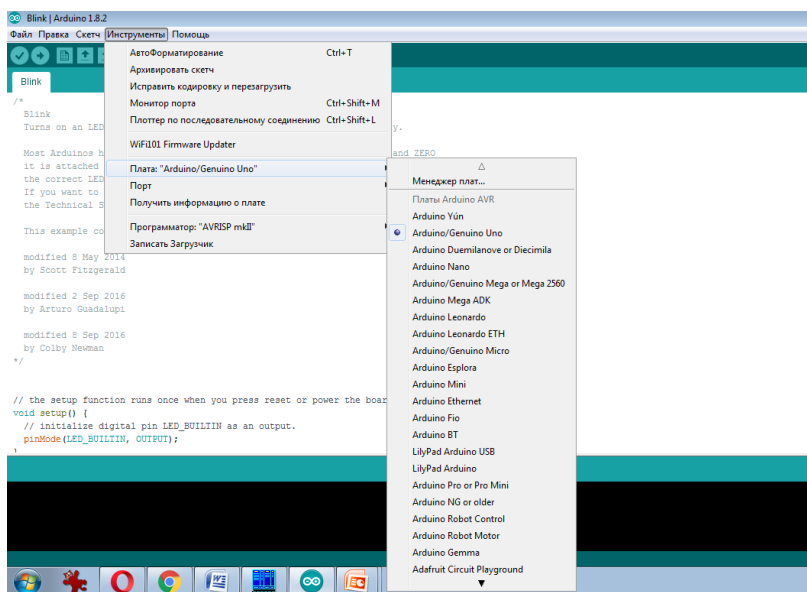 Blink | Arduino 1.8.2
Файл Правка Скетч Инструменты Помощь
АвтоФорматирование Ctrl+T
Архивировать скетч
Исправить кодировку и перезагрузить
Монитор порта Ctrl+Shift+M
Плоттер по последовательному соединению Ctrl+Shift+L
WiFi101 Firmware Updater
Плата: "Arduino/Genuino Uno"
Порт
Получить информацию о плате
Программатор: "AVRISP mkII"
Записать Загрузчик
Менеджер плат...
Платы Arduino AVR
Arduino Yún
Arduino/Genuino Uno
Arduino Duemilanove or Diecimila
Arduino Nano
Arduino/Genuino Mega or Mega 2560
Arduino Mega ADK
Arduino Leonardo
Arduino Leonardo ETH
Arduino/Genuino Micro
Arduino Esplora
Arduino Mini
Arduino Ethernet
Arduino Fio
Arduino BT
LilyPad Arduino USB
LilyPad Arduino
Arduino Pro or Pro Mini
Arduino NG or older
Arduino Robot Control
Arduino Robot Motor
Arduino Gemma
Adafruit Circuit Playground
Blink
/*
Blink
Turns on an LED y.
Most Arduinos h and ZERO
it is attached
the correct LED
If you want to
the Technical S
This example co
modified 8 May 2014
by Scott Fitzgerald
modified 2 Sep 2016
by Arturo Guadalupi
modified 8 Sep 2016
by Colby Newman
*/
// the setup function runs once when you press reset or power the boar
void setup() {
// initialize digital pin LED_BUILTIN as an output.
pinMode(LED_BUILTIN, OUTPUT);